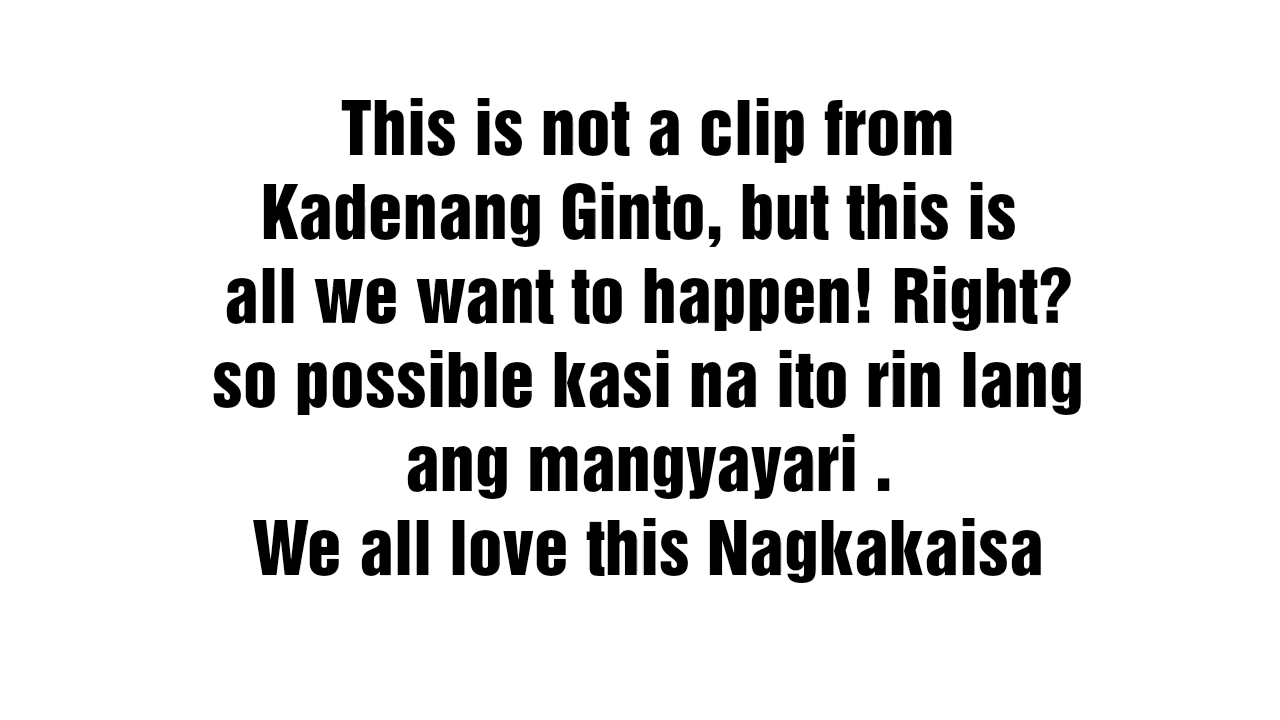 This is not a clip from
Kadenang Ginto, but this is
all we want to happen! Right?
so possible kasi na ito rin lang
ang mangyayari .
We all love this Nagkakaisa